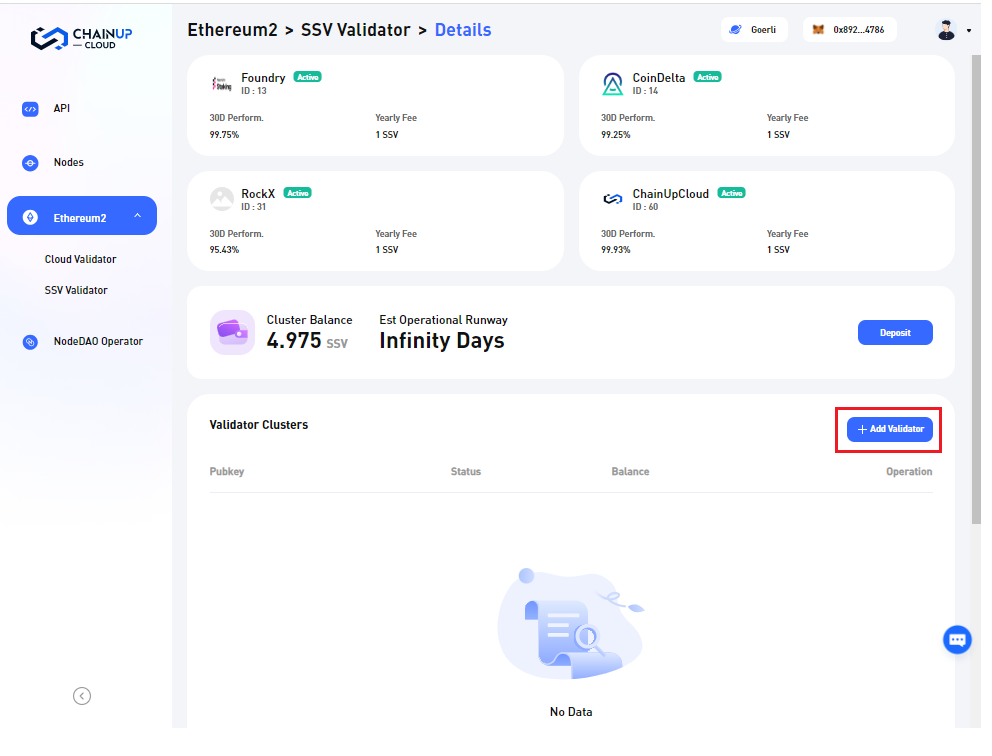 CHAINUP
CLOUD
Ethereum2 > SSV Validator > Details
Goerli
0x892...4786
API
Nodes
Ethereum2
Cloud Validator
SSV Validator
NodeDAO Operator
Staking
Foundry Active
ID : 13
30D Perform. Yearly Fee
99.75% 1 SSV
CoinDelta Active
ID : 14
30D Perform. Yearly Fee
99.25% 1 SSV
RockX Active
ID : 31
30D Perform. Yearly Fee
95.43% 1 SSV
ChainUpCloud Active
ID : 60
30D Perform. Yearly Fee
99.93% 1 SSV
Cluster Balance Est Operational Runway
4.975 SSV Infinity Days
Deposit
Validator Clusters
+ Add Validator
Pubkey Status Balance Operation
No Data